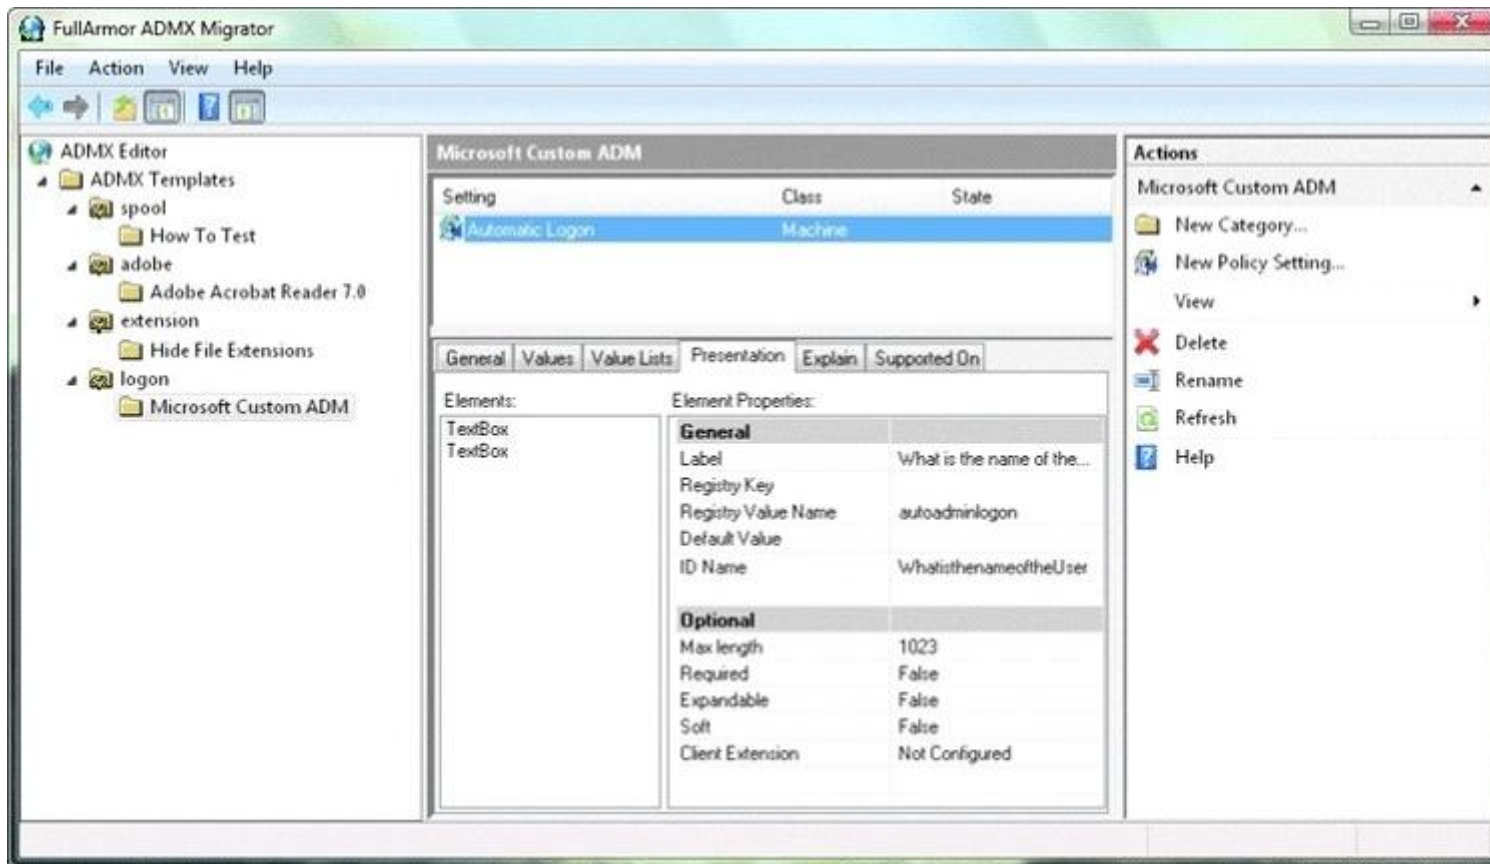 FullArmor ADMX Migrator
File Action View Help
ADMX Editor
ADMX Templates
spool
How To Test
adobe
Adobe Acrobat Reader 7.0
extension
Hide File Extensions
logon
Microsoft Custom ADM
Microsoft Custom ADM
Setting Class State
Automatic Logon Machine
General Values Value Lists Presentation Explain Supported On
Elements:
TextBox
TextBox
Element Properties:
General
Label What is the name of the...
Registry Key
Registry Value Name autoadminlogon
Default Value
ID Name WhatisthenameoftheUser
Optional
Max length 1023
Required False
Expandable False
Soft False
Client Extension Not Configured
Actions
Microsoft Custom ADM
New Category...
New Policy Setting...
View
Delete
Rename
Refresh
Help